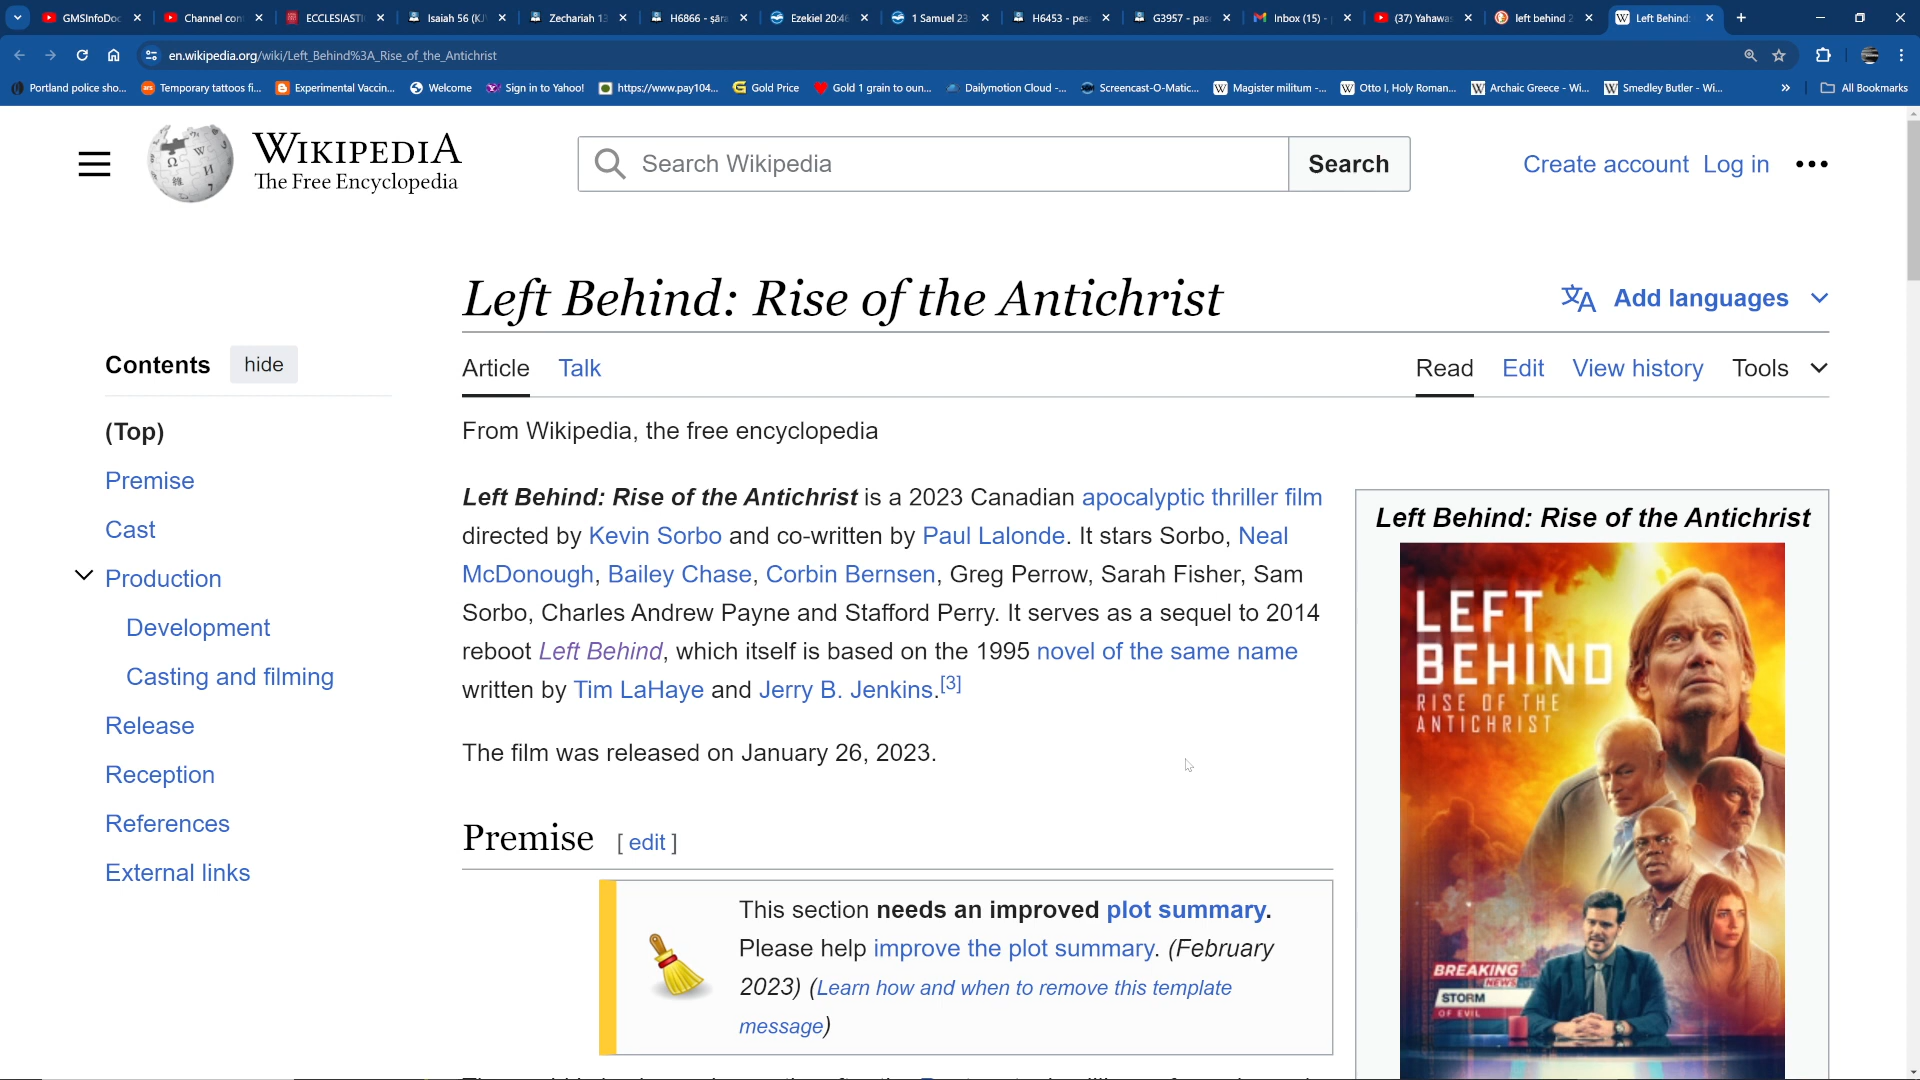 GMSInfoDoc
Channel con
ECCLESIASTI
Isaiah 56 (KJ
Zechariah 13
H6866 - śāra
Ezekiel 20:46
1 Samuel 23
H6453 - pes
G3957 - pas
Inbox (15) -
(37) Yahawa
left behind 2
Left Behind:
en.wikipedia.org/wiki/Left_Behind%3A_Rise_of_the_Antichrist
Portland police sho...
Temporary tattoos fi...
Experimental Vaccin...
Welcome
Sign in to Yahoo!
https://www.pay104...
Gold Price
Gold 1 grain to oun...
Dailymotion Cloud -...
Screencast-O-Matic...
Magister militum -...
Otto I, Holy Roman...
Archaic Greece - Wi...
Smedley Butler - Wi...
»
All Bookmarks
WIKIPEDIA
The Free Encyclopedia
Search Wikipedia
Search
Create account
Log in
Left Behind: Rise of the Antichrist
Add languages
Contents
hide
(Top)
Premise
Cast
Production
Development
Casting and filming
Release
Reception
References
External links
Article
Talk
Read
Edit
View history
Tools
From Wikipedia, the free encyclopedia
Left Behind: Rise of the Antichrist is a 2023 Canadian apocalyptic thriller film
directed by Kevin Sorbo and co-written by Paul Lalonde. It stars Sorbo, Neal
McDonough, Bailey Chase, Corbin Bernsen, Greg Perrow, Sarah Fisher, Sam
Sorbo, Charles Andrew Payne and Stafford Perry. It serves as a sequel to 2014
reboot Left Behind, which itself is based on the 1995 novel of the same name
written by Tim LaHaye and Jerry B. Jenkins.[3]
The film was released on January 26, 2023.
Premise [ edit ]
This section needs an improved plot summary.
Please help improve the plot summary. (February
2023) (Learn how and when to remove this template
message)
Left Behind: Rise of the Antichrist
LEFT
BEHIND
RISE OF THE
ANTICHRIST
BREAKING
NEWS
STORM
OF EVIL